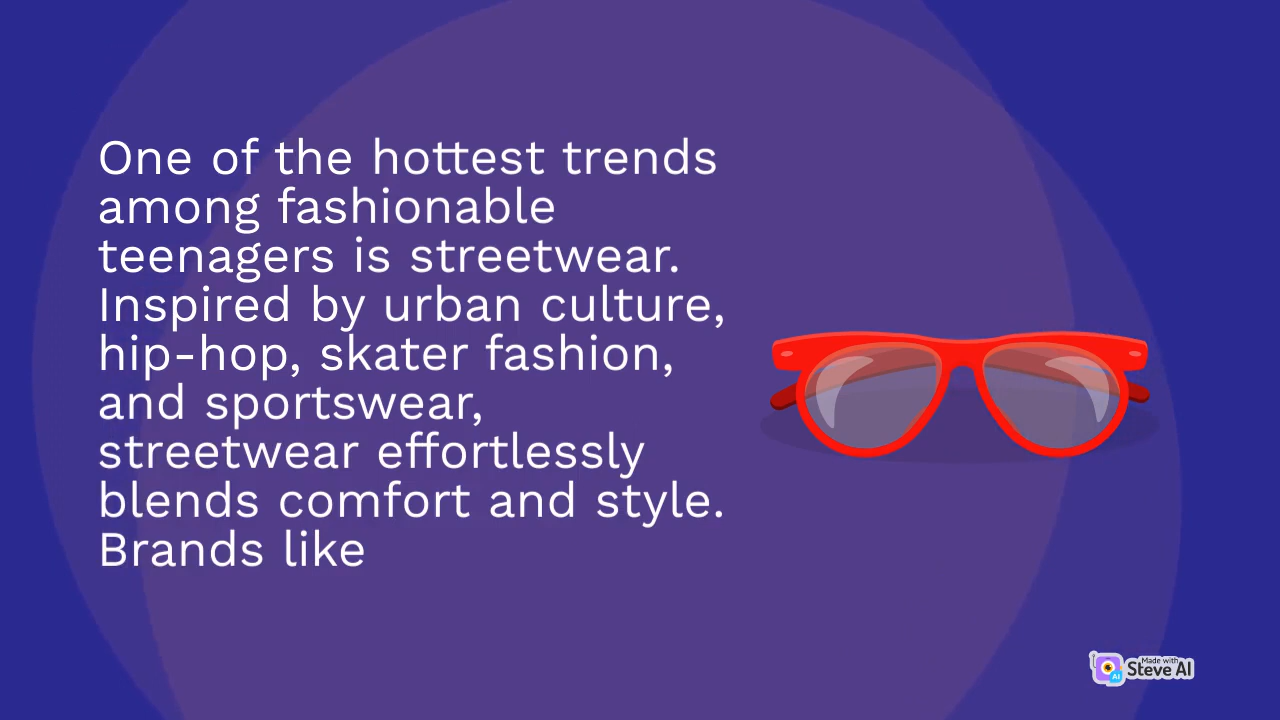 One of the hottest trends
among fashionable
teenagers is streetwear.
Inspired by urban culture,
hip-hop, skater fashion,
and sportswear,
streetwear effortlessly
blends comfort and style.
Brands like
Made with
Steve AI
AI